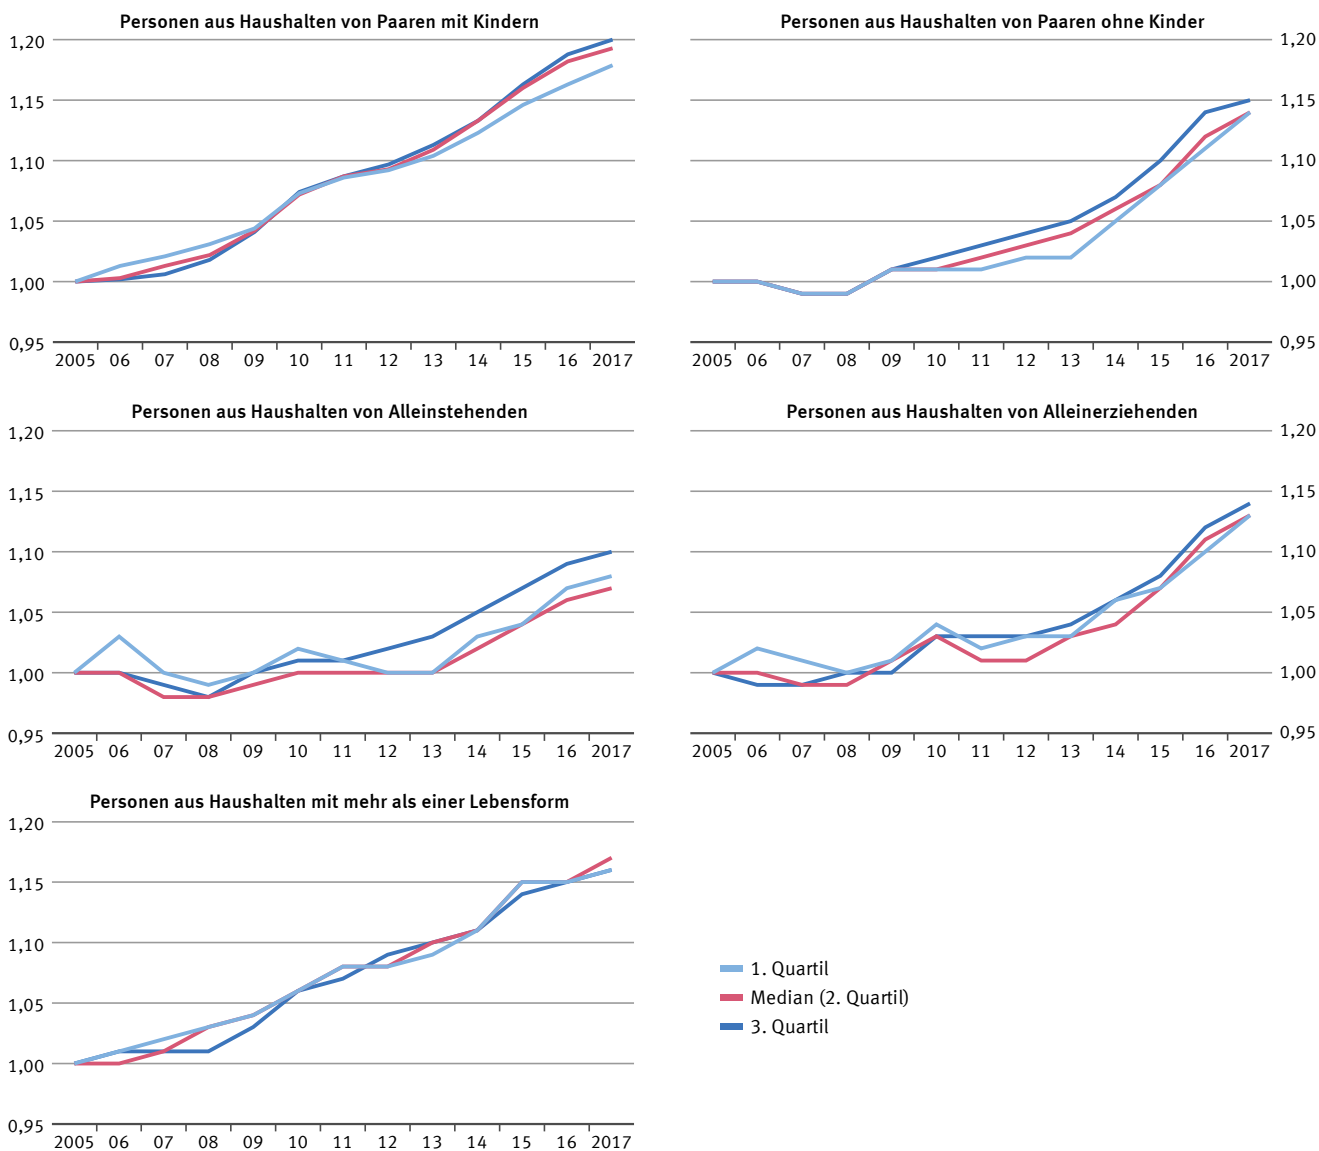 Personen aus Haushalten von Paaren mit Kindern
1,20
1,15
1,10
1,05
1,00
0,95
2005 06 07 08 09 10 11 12 13 14 15 16 2017
Personen aus Haushalten von Paaren ohne Kinder
1,20
1,15
1,10
1,05
1,00
0,95
2005 06 07 08 09 10 11 12 13 14 15 16 2017
Personen aus Haushalten von Alleinstehenden
1,20
1,15
1,10
1,05
1,00
0,95
2005 06 07 08 09 10 11 12 13 14 15 16 2017
Personen aus Haushalten von Alleinerziehenden
1,20
1,15
1,10
1,05
1,00
0,95
2005 06 07 08 09 10 11 12 13 14 15 16 2017
Personen aus Haushalten mit mehr als einer Lebensform
1,20
1,15
1,10
1,05
1,00
0,95
2005 06 07 08 09 10 11 12 13 14 15 16 2017
1. Quartil
Median (2. Quartil)
3. Quartil